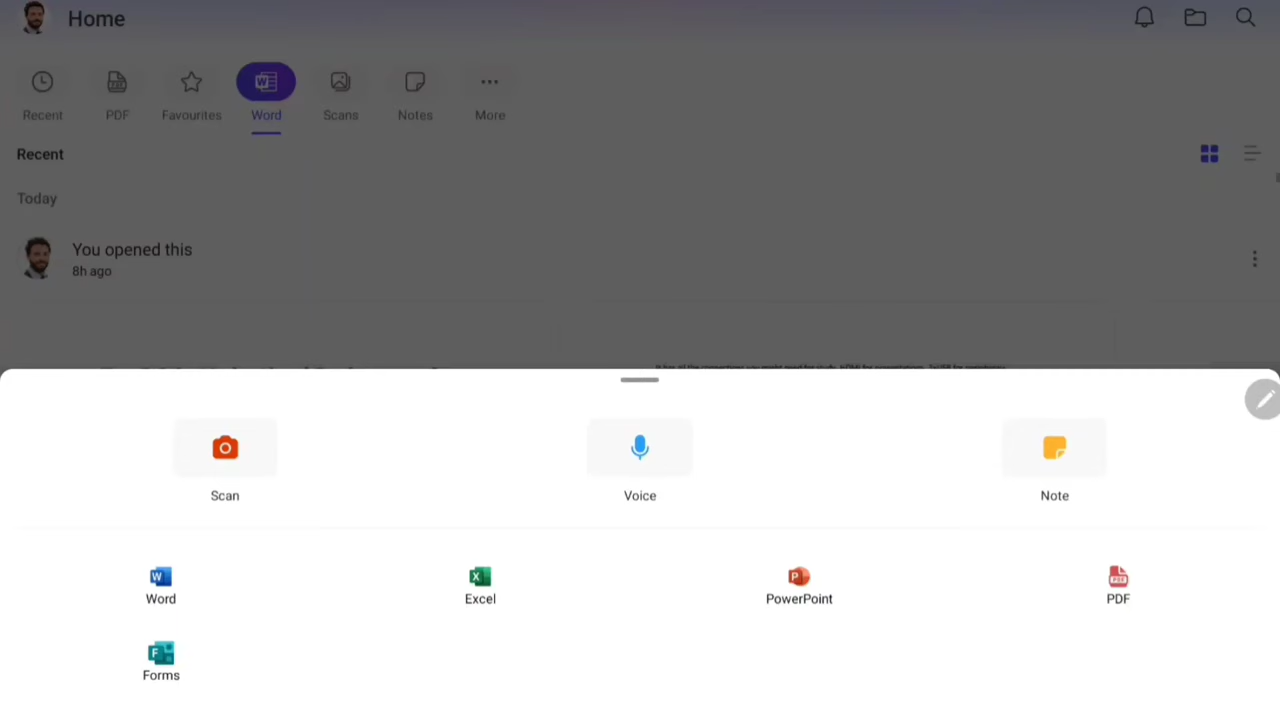 Home
Recent
PDF
Favourites
Word
Scans
Notes
More
Recent
Today
You opened this
8h ago
Scan
Voice
Note
Word
Excel
PowerPoint
PDF
Forms